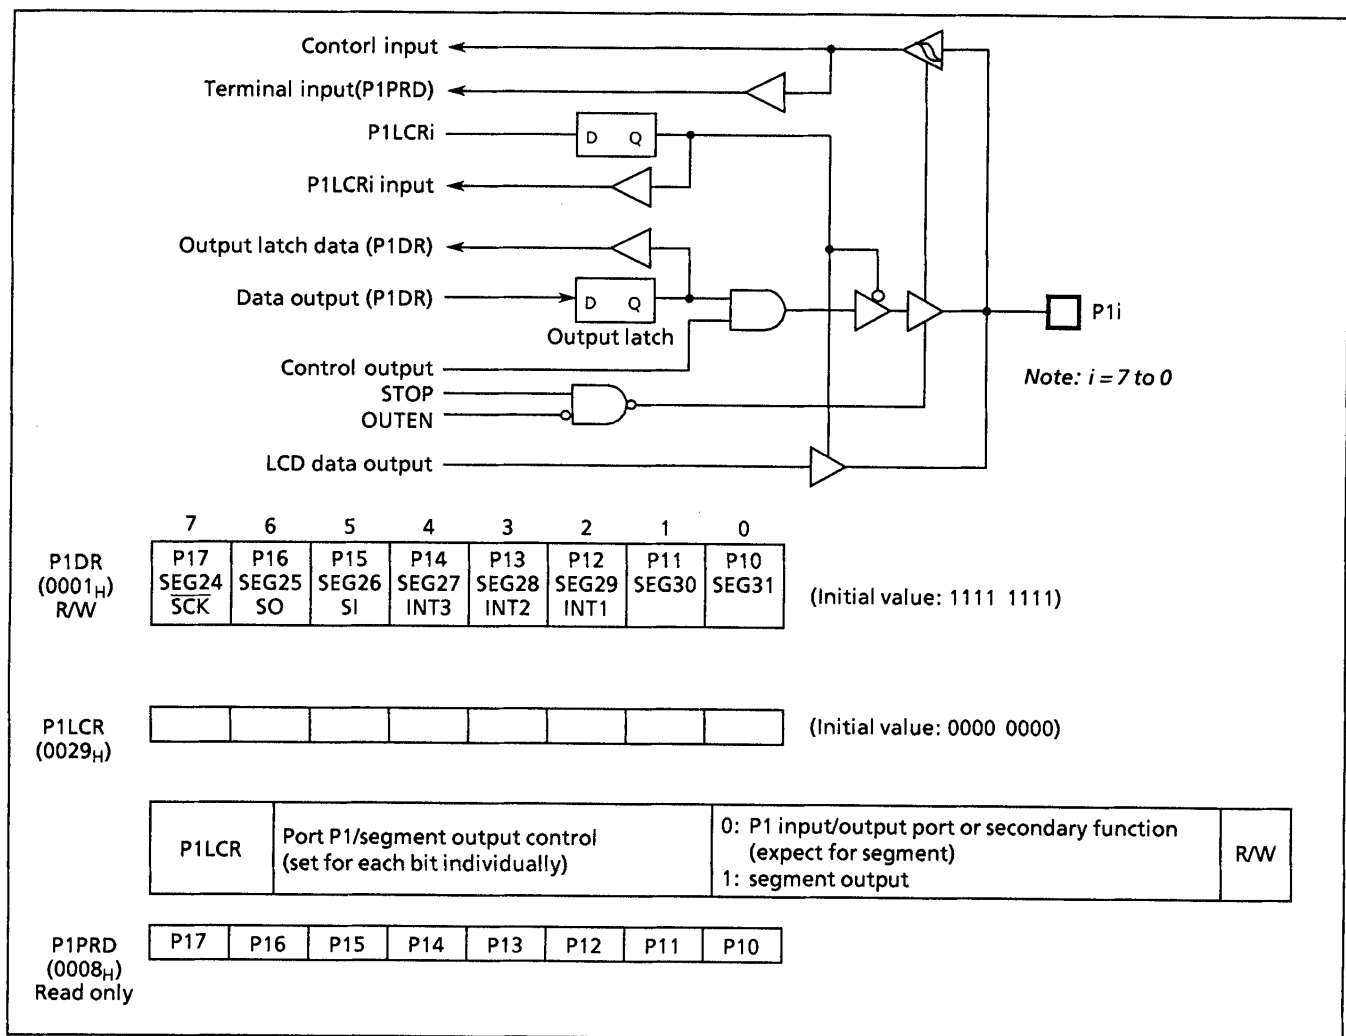 Contorl input
Terminal input(P1PRD)
P1LCRi
D Q
P1LCRi input
Output latch data (P1DR)
Data output (P1DR)
D Q
Output latch
P1i
Control output
Note: i = 7 to 0
STOP
OUTEN
LCD data output
7 6 5 4 3 2 1 0
P1DR
(0001H)
R/W
P17 P16 P15 P14 P13 P12 P11 P10
SEG24 SEG25 SEG26 SEG27 SEG28 SEG29 SEG30 SEG31
SCK SO SI INT3 INT2 INT1
(Initial value: 1111 1111)
P1LCR
(0029H)
(Initial value: 0000 0000)
P1LCR
Port P1/segment output control
(set for each bit individually)
0: P1 input/output port or secondary function
(expect for segment)
1: segment output
R/W
P1PRD
(0008H)
Read only
P17 P16 P15 P14 P13 P12 P11 P10